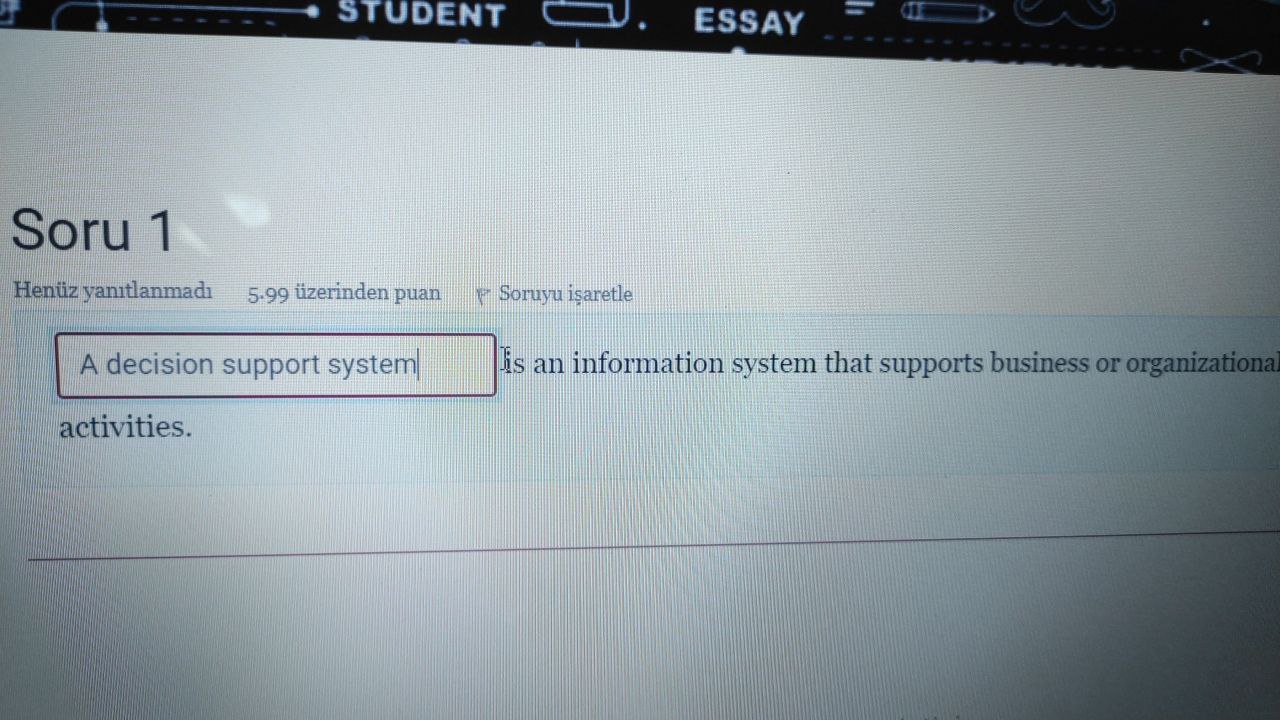 STUDENT
ESSAY
Soru 1
Henüz yanıtlanmadı 5.99 üzerinden puan Soruyu işaretle
A decision support system is an information system that supports business or organizational
activities.